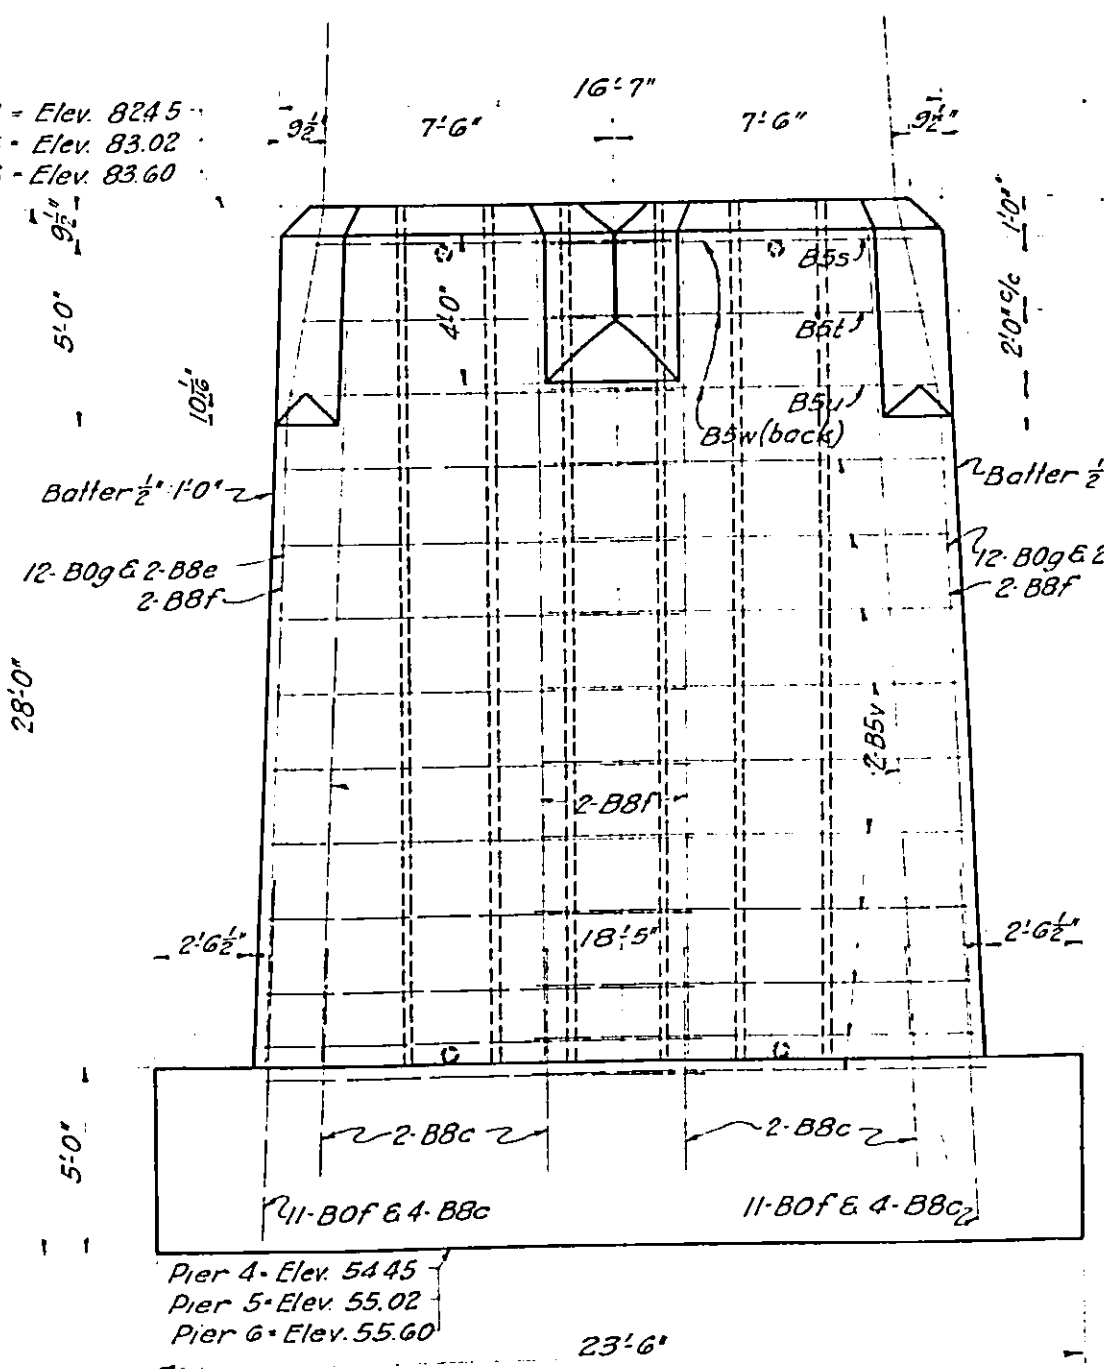 16'-7"
= Elev. 82.45
= Elev. 83.02
= Elev. 83.60
9½"
7'-6"
7'-6"
9½"
9½"
1'-0"
5'-0"
4'-0"
2'0" c/c
B5s
B5t
B5u
B5w (back)
10 1/16"
Batter ½" 1'-0"
Batter ½
12-B0g & 2-B8e
2-B8f
12-B0g & 2
2-B8f
28'-0"
2-B5v
2-B8f
2'-6½"
18'-5"
2'-6½"
5'-0"
2-B8c
2-B8c
11-B0f & 4-B8c
11-B0f & 4-B8c
Pier 4 = Elev. 54.45
Pier 5 = Elev. 55.02
Pier 6 = Elev. 55.60
23'-6"